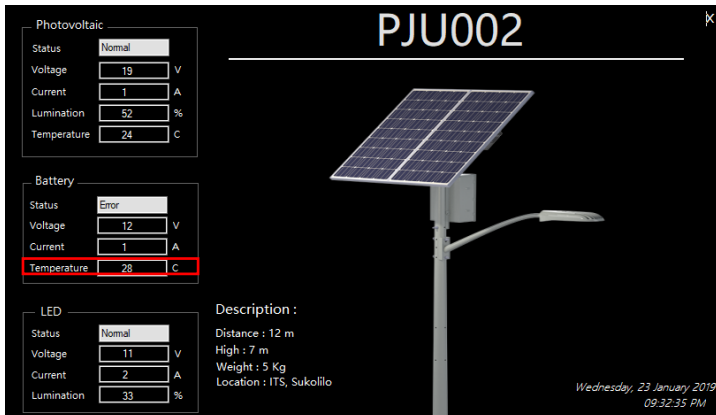 PJU002
X
Photovoltaic
Status Normal
Voltage 19 V
Current 1 A
Lumination 52 %
Temperature 24 C
Battery
Status Error
Voltage 12 V
Current 1 A
Temperature 28 C
LED
Status Normal
Voltage 11 V
Current 2 A
Lumination 33 %
Description :
Distance : 12 m
High : 7 m
Weight : 5 Kg
Location : ITS, Sukolilo
Wednesday, 23 January 2019
09:32:35 PM